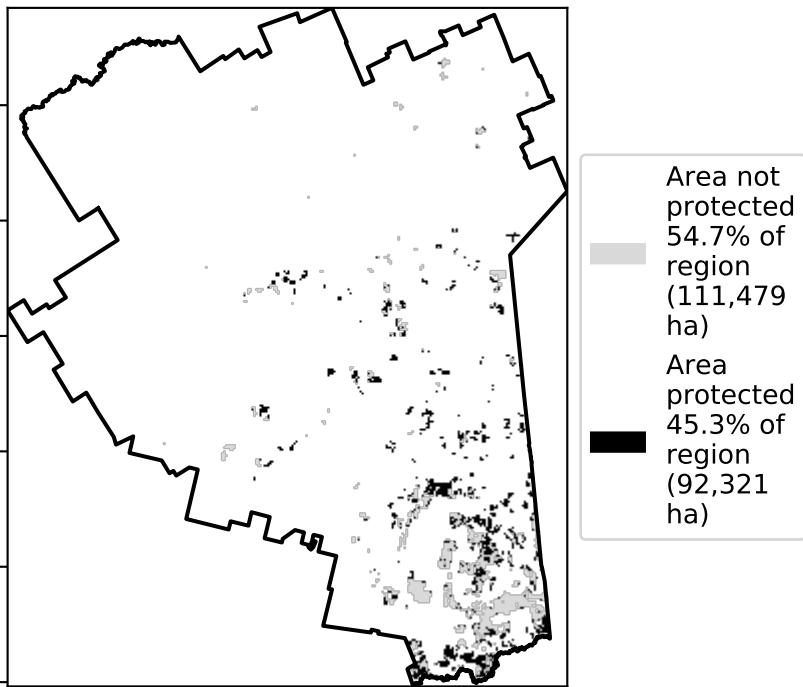 Area not
protected
54.7% of
region
(111,479
ha)
Area
protected
45.3% of
region
(92,321
ha)